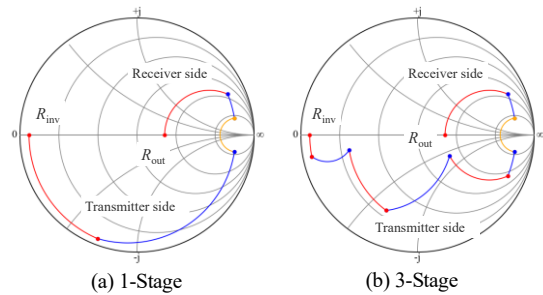 +j
Receiver side
R_inv
0
∞
R_out
Transmitter side
-j
(a) 1-Stage
+j
Receiver side
R_inv
0
∞
R_out
Transmitter side
-j
(b) 3-Stage